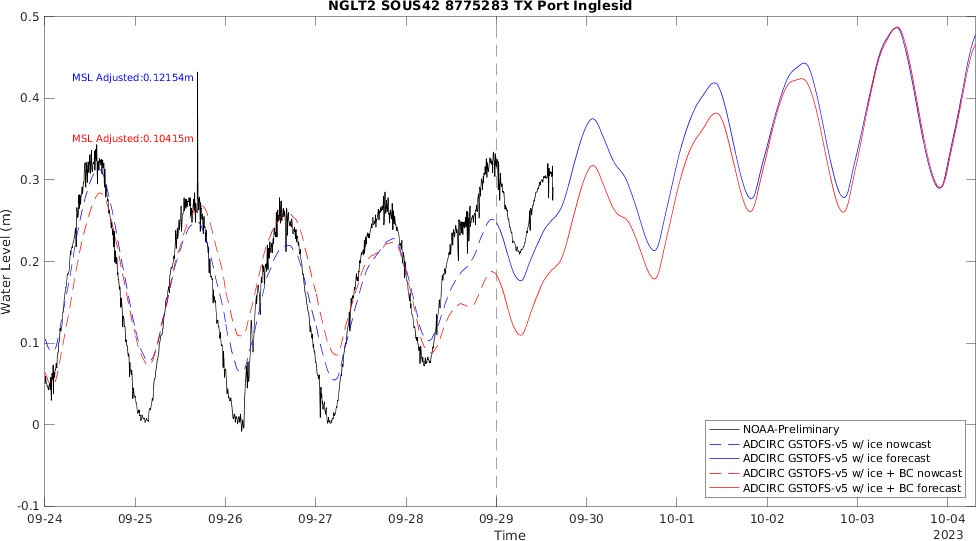 NGLT2 SOUS42 8775283 TX Port Inglesid
MSL Adjusted:0.12154m
MSL Adjusted:0.10415m
Water Level (m)
0.5
0.4
0.3
0.2
0.1
0
-0.1
09-24 09-25 09-26 09-27 09-28 09-29 09-30 10-01 10-02 10-03 10-04
2023
Time
NOAA-Preliminary
ADCIRC GSTOFS-v5 w/ ice nowcast
ADCIRC GSTOFS-v5 w/ ice forecast
ADCIRC GSTOFS-v5 w/ ice + BC nowcast
ADCIRC GSTOFS-v5 w/ ice + BC forecast